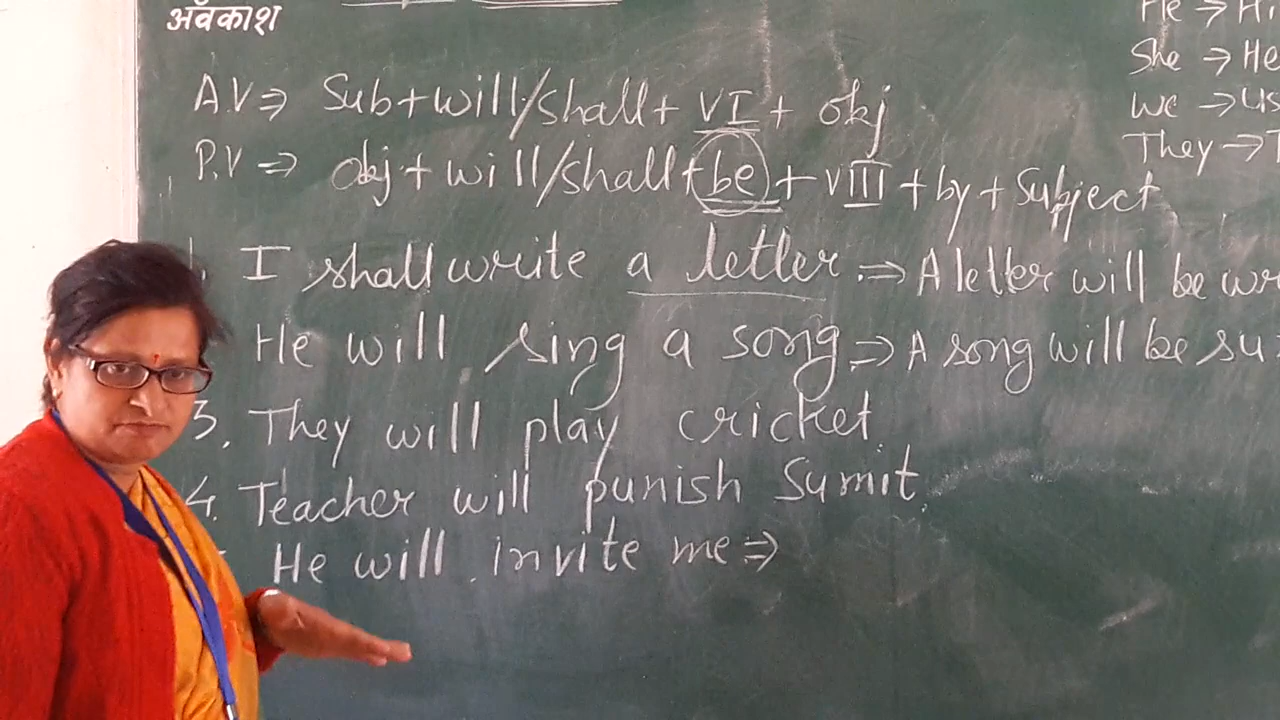 अवकाश
A.V ⇒ Sub + will/shall + VI + obj
P.V ⇒ obj + will/shall + be + VIII + by + Subject
1. I shall write a letter. ⇒ A letter will be
He will sing a song ⇒ A song will be
3. They will play cricket.
4. Teacher will punish Sumit.
He will invite me ⇒
He →
She → He
We → Us
They →